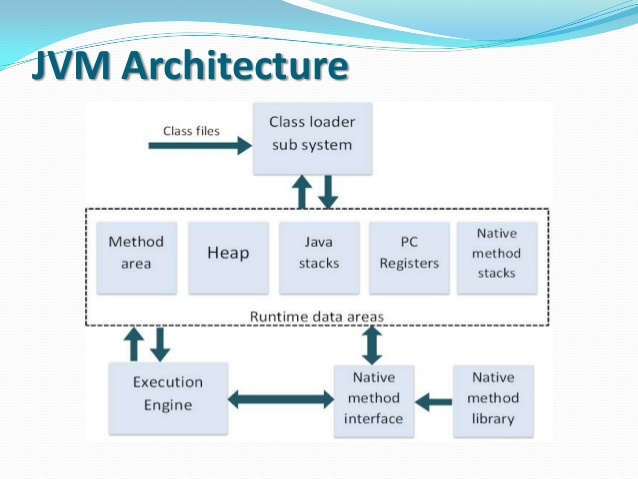 JVM Architecture
Class files
Class loader
sub system
Method
area
Heap
Java
stacks
PC
Registers
Native
method
stacks
Runtime data areas
Execution
Engine
Native
method
interface
Native
method
library